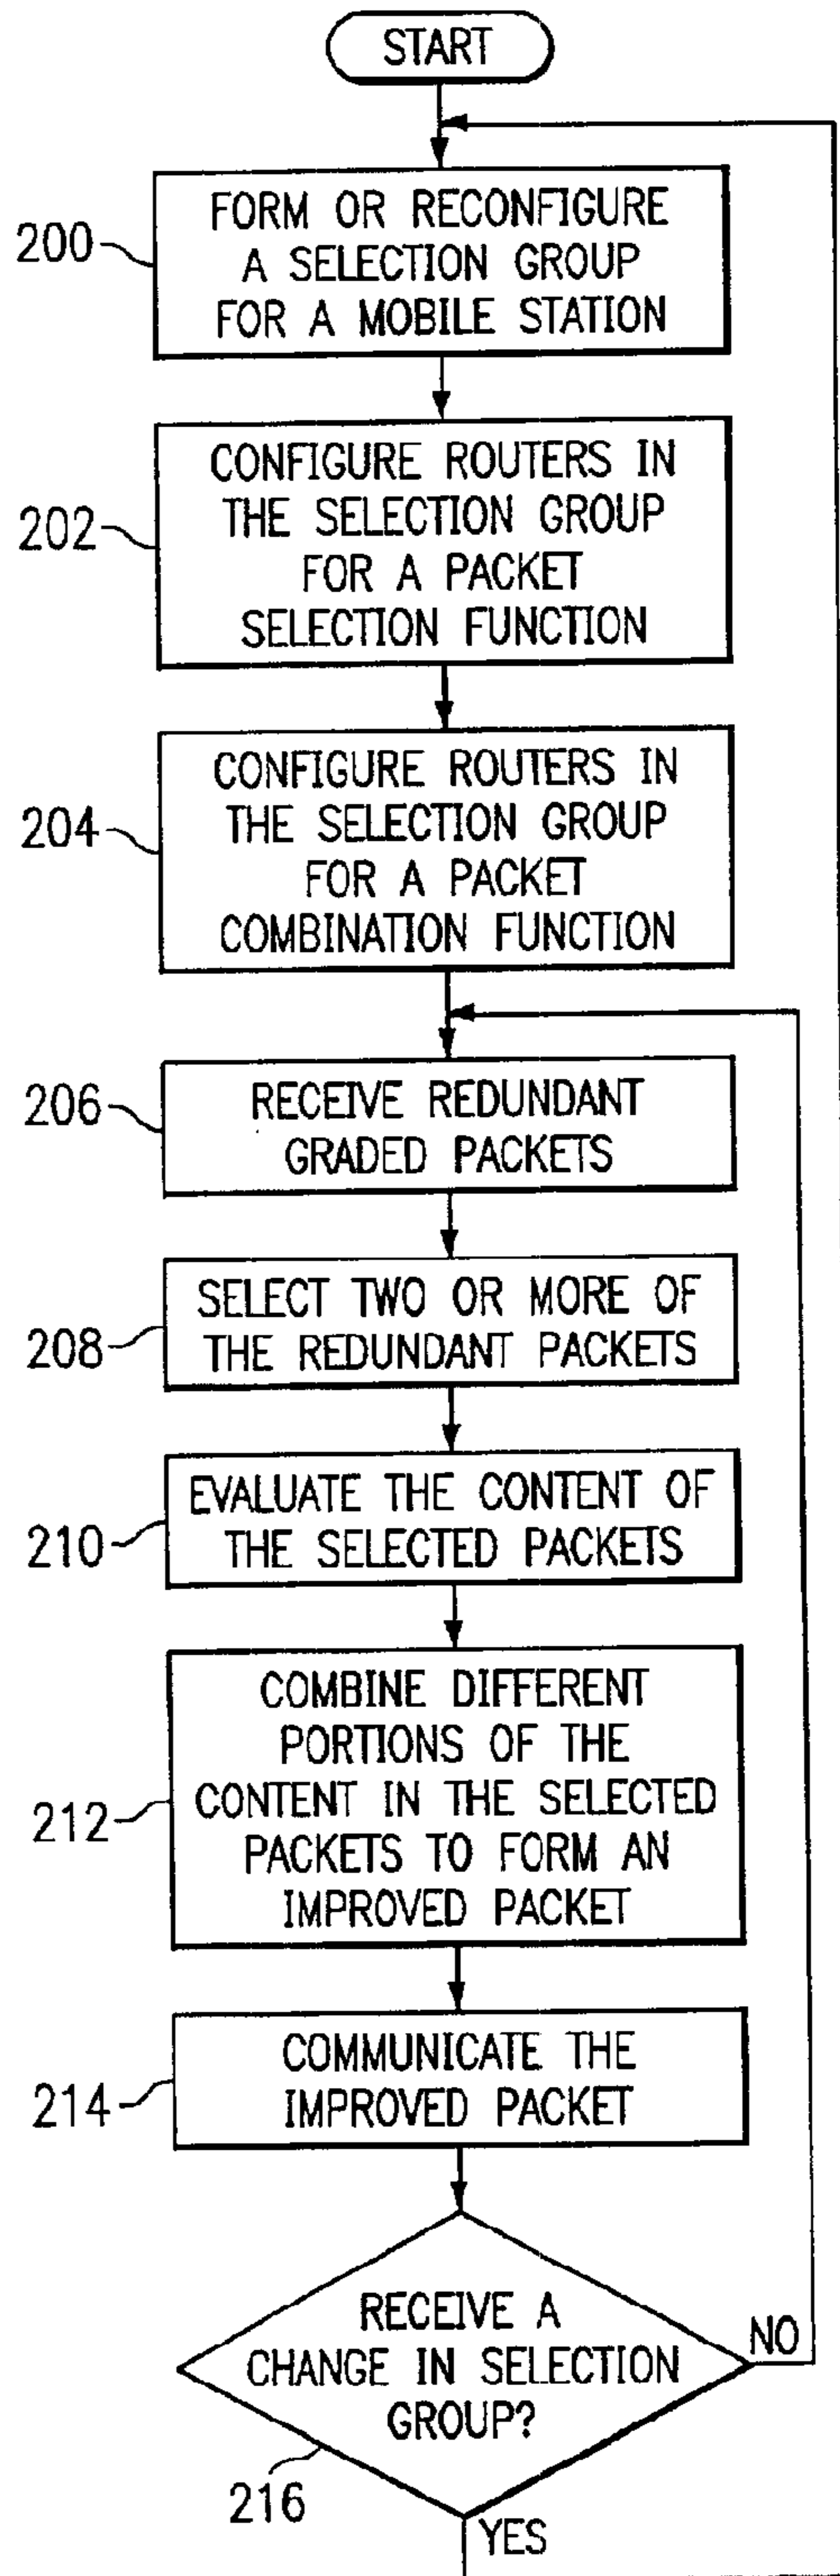 START
200
FORM OR RECONFIGURE
A SELECTION GROUP
FOR A MOBILE STATION
202
CONFIGURE ROUTERS IN
THE SELECTION GROUP
FOR A PACKET
SELECTION FUNCTION
204
CONFIGURE ROUTERS IN
THE SELECTION GROUP
FOR A PACKET
COMBINATION FUNCTION
206
RECEIVE REDUNDANT
GRADED PACKETS
208
SELECT TWO OR MORE OF
THE REDUNDANT PACKETS
210
EVALUATE THE CONTENT OF
THE SELECTED PACKETS
212
COMBINE DIFFERENT
PORTIONS OF THE
CONTENT IN THE SELECTED
PACKETS TO FORM AN
IMPROVED PACKET
214
COMMUNICATE THE
IMPROVED PACKET
RECEIVE A
CHANGE IN SELECTION
GROUP?
NO
216
YES